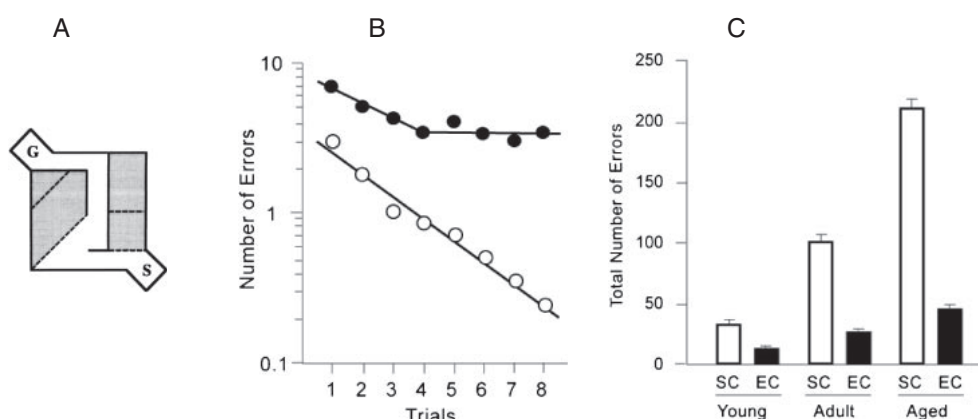 A
G
S
B
Number of Errors
10
1
0.1
1 2 3 4 5 6 7 8
Trials
C
Total Number of Errors
250
200
150
100
50
0
SC EC SC EC SC EC
Young Adult Aged